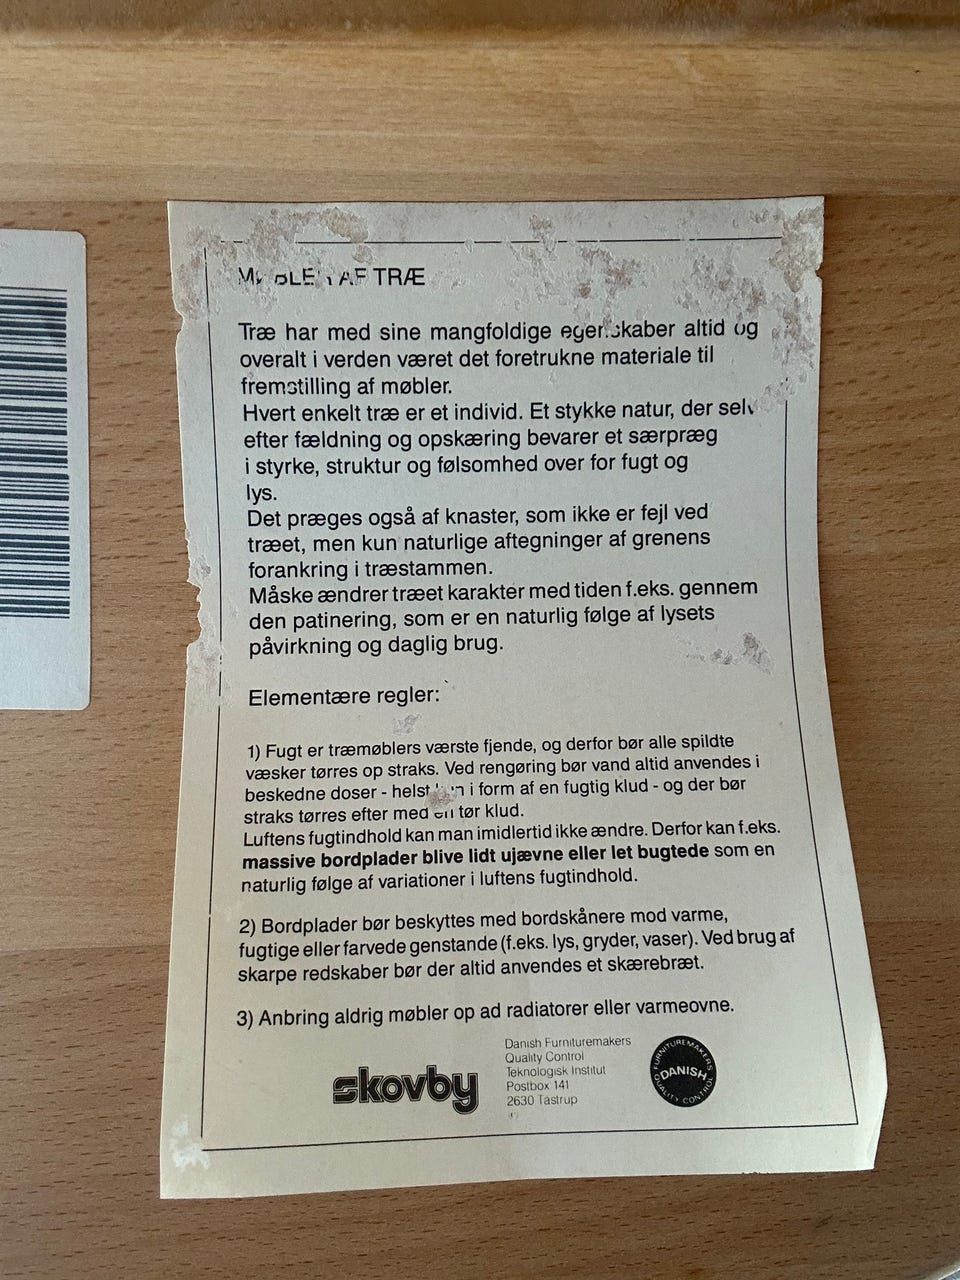 AF TRÆ
Træ har med sine mangfoldige egenskaber altid og
overalt i verden været det foretrukne materiale til
fremstilling af møbler.
Hvert enkelt træ er et individ. Et stykke natur, der selv
efter fældning og opskæring bevarer et særpræg
i styrke, struktur og følsomhed over for fugt og
lys.
Det præges også af knaster, som ikke er fejl ved
træet, men kun naturlige aftegninger af grenens
forankring i træstammen.
Måske ændrer træet karakter med tiden f.eks. gennem
den patinering, som er en naturlig følge af lysets
påvirkning og daglig brug.
Elementære regler:
1) Fugt er træmøblers værste fjende, og derfor bør alle spildte
væsker tørres op straks. Ved rengøring bør vand altid anvendes i
beskedne doser - helst kun i form af en fugtig klud - og der bør
straks tørres efter med en tør klud.
Luftens fugtindhold kan man imidlertid ikke ændre. Derfor kan f.eks.
massive bordplader blive lidt ujævne eller let bugtede som en
naturlig følge af variationer i luftens fugtindhold.
2) Bordplader bør beskyttes med bordskånere mod varme,
fugtige eller farvede genstande (f.eks. lys, gryder, vaser). Ved brug af
skarpe redskaber bør der altid anvendes et skærebræt.
3) Anbring aldrig møbler op ad radiatorer eller varmeovne.
skovby
Danish Furnituremakers
Quality Control
Teknologisk Institut
Postbox 141
2630 Tastrup
FURNITUREMAKERS
DANISH
QUALITY CONTROL